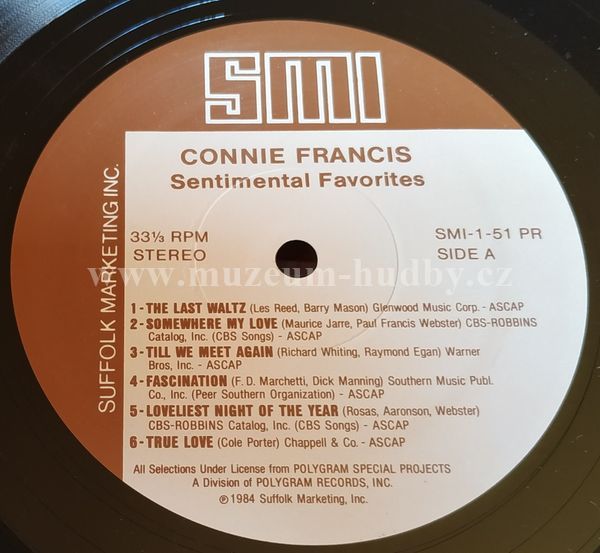 SMI
SUFFOLK MARKETING INC.
CONNIE FRANCIS
Sentimental Favorites
33⅓ RPM
STEREO
SMI-1-51 PR
SIDE A
www.muzeum-hudby.cz
1 - THE LAST WALTZ (Les Reed, Barry Mason) Glenwood Music Corp. - ASCAP
2 - SOMEWHERE MY LOVE (Maurice Jarre, Paul Francis Webster) CBS-ROBBINS
Catalog, Inc. (CBS Songs) - ASCAP
3 - TILL WE MEET AGAIN (Richard Whiting, Raymond Egan) Warner
Bros, Inc. - ASCAP
4 - FASCINATION (F. D. Marchetti, Dick Manning) Southern Music Publ.
Co., Inc. (Peer Southern Organization) - ASCAP
5 - LOVELIEST NIGHT OF THE YEAR (Rosas, Aaronson, Webster)
CBS-ROBBINS Catalog, Inc. (CBS Songs) - ASCAP
6 - TRUE LOVE (Cole Porter) Chappell & Co. - ASCAP
All Selections Under License from POLYGRAM SPECIAL PROJECTS
A Division of POLYGRAM RECORDS, INC.
℗ 1984 Suffolk Marketing, Inc.